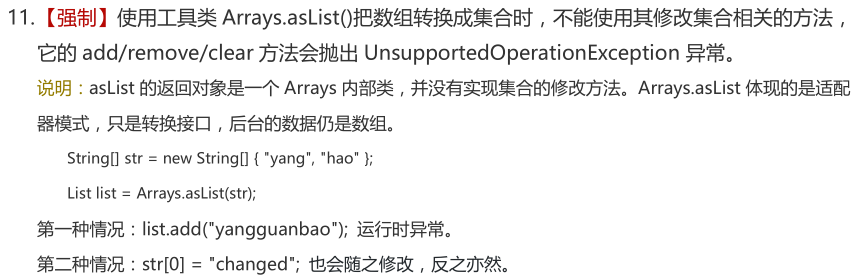 11.【强制】使用工具类 Arrays.asList()把数组转换成集合时，不能使用其修改集合相关的方法，
它的 add/remove/clear 方法会抛出 UnsupportedOperationException 异常。
说明：asList 的返回对象是一个 Arrays 内部类，并没有实现集合的修改方法。Arrays.asList 体现的是适配
器模式，只是转换接口，后台的数据仍是数组。
String[] str = new String[] { "yang", "hao" };
List list = Arrays.asList(str);
第一种情况：list.add("yangguanbao"); 运行时异常。
第二种情况：str[0] = "changed"; 也会随之修改，反之亦然。